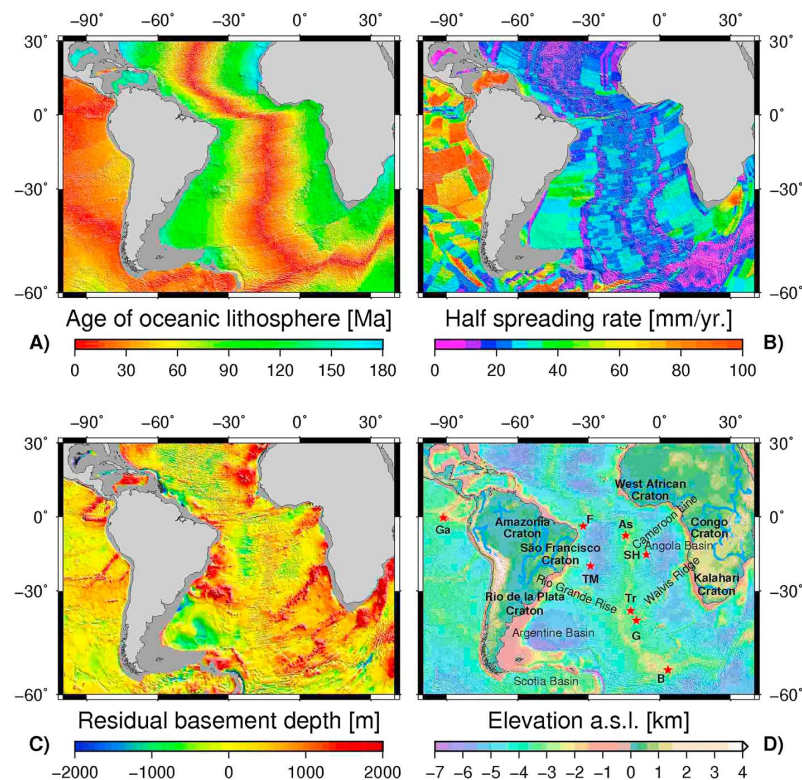 −90° −60° −30° 0° 30°
−90° −60° −30° 0° 30°
30°
0°
−30°
−60°
30°
0°
−30°
−60°
Age of oceanic lithosphere [Ma]
A)
0 30 60 90 120 150 180
Half spreading rate [mm/yr.]
B)
0 20 40 60 80 100
−90° −60° −30° 0° 30°
−90° −60° −30° 0° 30°
30°
0°
−30°
−60°
30°
0°
−30°
−60°
West African
Craton
Cameroon Line
Ga
Amazonia
Craton
F
As
Congo
Craton
São Francisco
Craton
SH
Angola Basin
TM
Kalahari
Craton
Rio Grande Rise
Walvis Ridge
Rio de la Plata
Craton
Tr
G
Argentine Basin
B
Scotia Basin
Residual basement depth [m]
C)
−2000 −1000 0 1000 2000
Elevation a.s.l. [km]
D)
−7 −6 −5 −4 −3 −2 −1 0 1 2 3 4